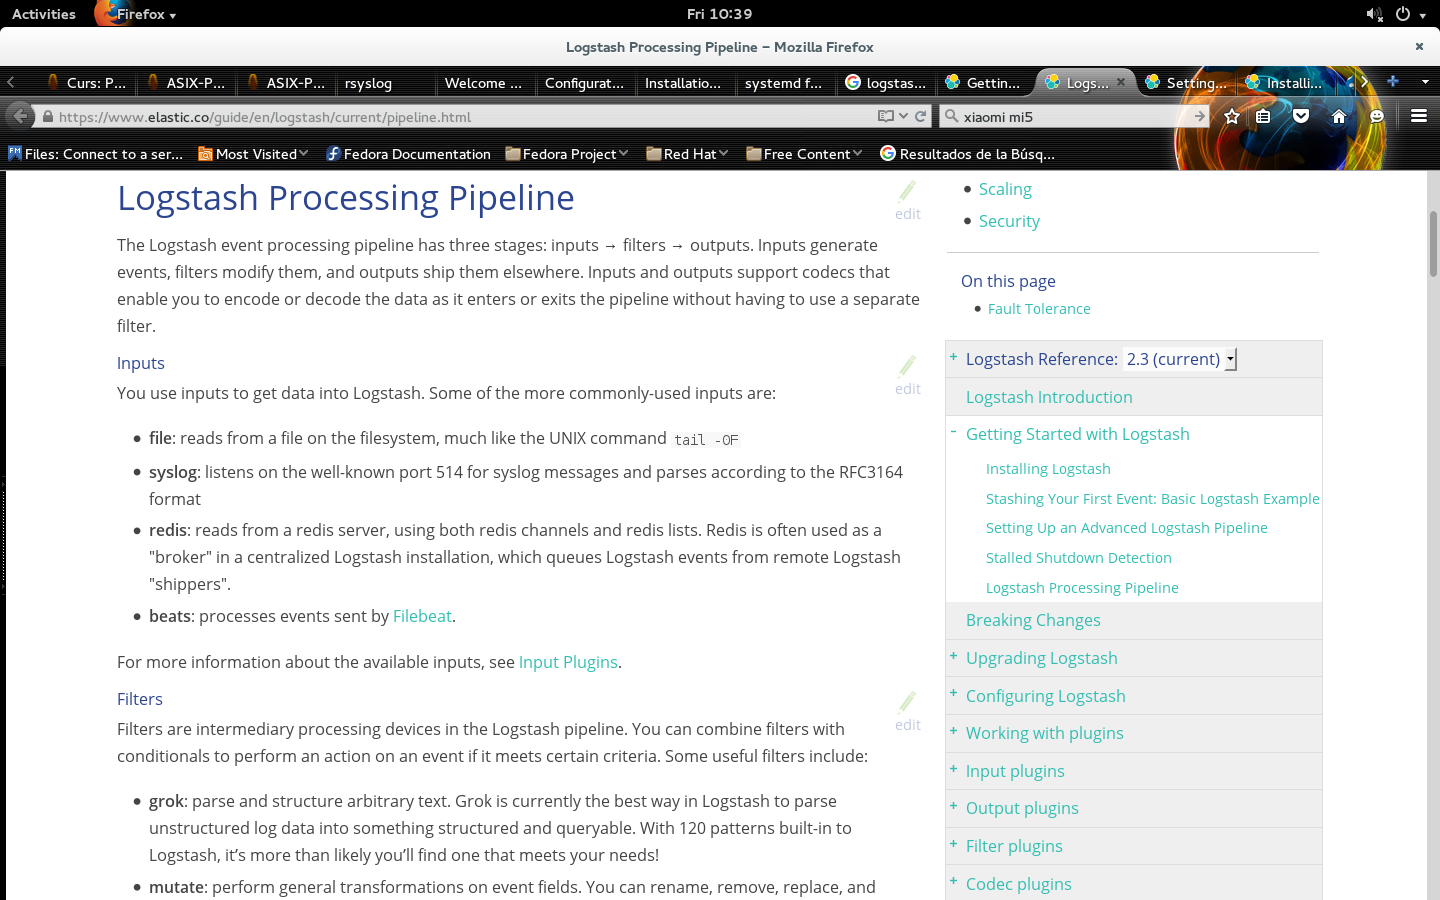 Activities Firefox Fri 10:39
Logstash Processing Pipeline – Mozilla Firefox
Curs: P... ASIX-P... ASIX-P... rsyslog Welcome ... Configurat... Installatio... systemd f... logstas... Gettin... Logs... Setting... Installi...
https://www.elastic.co/guide/en/logstash/current/pipeline.html xiaomi mi5
Files: Connect to a ser... Most Visited Fedora Documentation Fedora Project Red Hat Free Content Resultados de la Búsq...
Logstash Processing Pipeline
edit
The Logstash event processing pipeline has three stages: inputs → filters → outputs. Inputs generate
events, filters modify them, and outputs ship them elsewhere. Inputs and outputs support codecs that
enable you to encode or decode the data as it enters or exits the pipeline without having to use a separate
filter.
Inputs
edit
You use inputs to get data into Logstash. Some of the more commonly-used inputs are:
• file: reads from a file on the filesystem, much like the UNIX command tail -0F
• syslog: listens on the well-known port 514 for syslog messages and parses according to the RFC3164
format
• redis: reads from a redis server, using both redis channels and redis lists. Redis is often used as a
"broker" in a centralized Logstash installation, which queues Logstash events from remote Logstash
"shippers".
• beats: processes events sent by Filebeat.
For more information about the available inputs, see Input Plugins.
Filters
edit
Filters are intermediary processing devices in the Logstash pipeline. You can combine filters with
conditionals to perform an action on an event if it meets certain criteria. Some useful filters include:
• grok: parse and structure arbitrary text. Grok is currently the best way in Logstash to parse
unstructured log data into something structured and queryable. With 120 patterns built-in to
Logstash, it’s more than likely you’ll find one that meets your needs!
• mutate: perform general transformations on event fields. You can rename, remove, replace, and
• Scaling
• Security
On this page
• Fault Tolerance
+ Logstash Reference: 2.3 (current)
Logstash Introduction
- Getting Started with Logstash
Installing Logstash
Stashing Your First Event: Basic Logstash Example
Setting Up an Advanced Logstash Pipeline
Stalled Shutdown Detection
Logstash Processing Pipeline
Breaking Changes
+ Upgrading Logstash
+ Configuring Logstash
+ Working with plugins
+ Input plugins
+ Output plugins
+ Filter plugins
+ Codec plugins